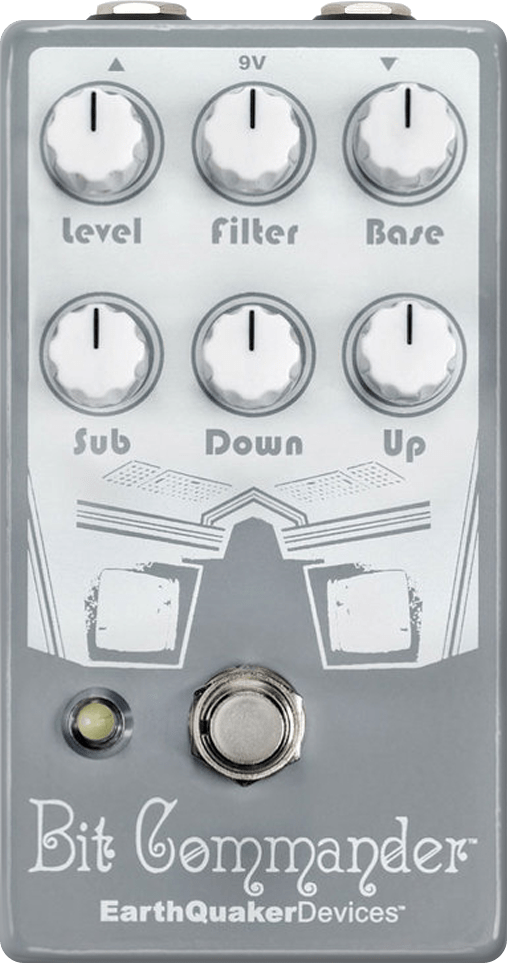 ▲ 9V ▼
Level Filter Base
Sub Down Up
Bit Commander™
EarthQuakerDevices™